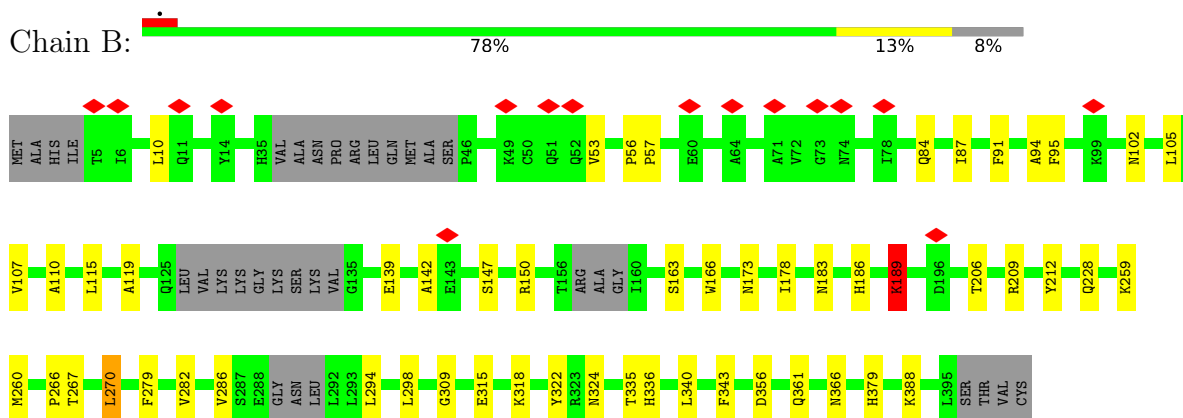 Chain B:
78% 13% 8%
MET ALA HIS ILE T5 I6 L10 Q11 Y14 H35 VAL ALA ASN PRO ARG LEU GLN MET ALA SER P46 K49 C50 Q51 Q52 V53 P56 P57 E60 A64 A71 V72 G73 N74 I78 Q84 I87 F91 A94 F95 K99 N102 L105
V107 A110 L115 A119 Q125 LEU VAL LYS LYS GLY LYS SER LYS VAL G135 E139 A142 E143 S147 R150 T156 ARG ALA GLY I160 S163 W166 N173 I178 N183 H186 K189 D196 T206 R209 Y212 Q228 K259
M260 P266 T267 L270 F279 V282 V286 S287 E288 GLY ASN LEU L292 L293 L294 L298 G309 E315 K318 Y322 R323 N324 T335 H336 L340 F343 D356 Q361 N366 H379 K388 L395 SER THR VAL CYS